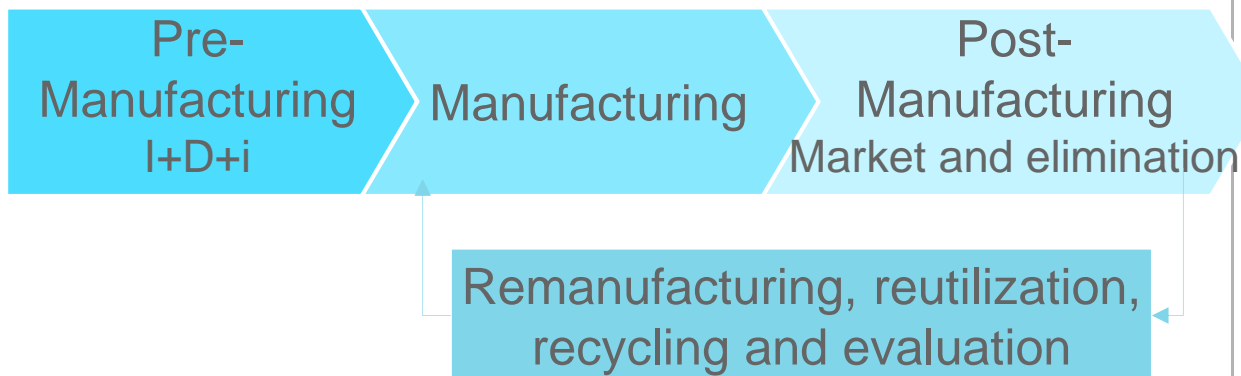 Pre-
Manufacturing
I+D+i
Manufacturing
Post-
Manufacturing
Market and elimination
Remanufacturing, reutilization,
recycling and evaluation